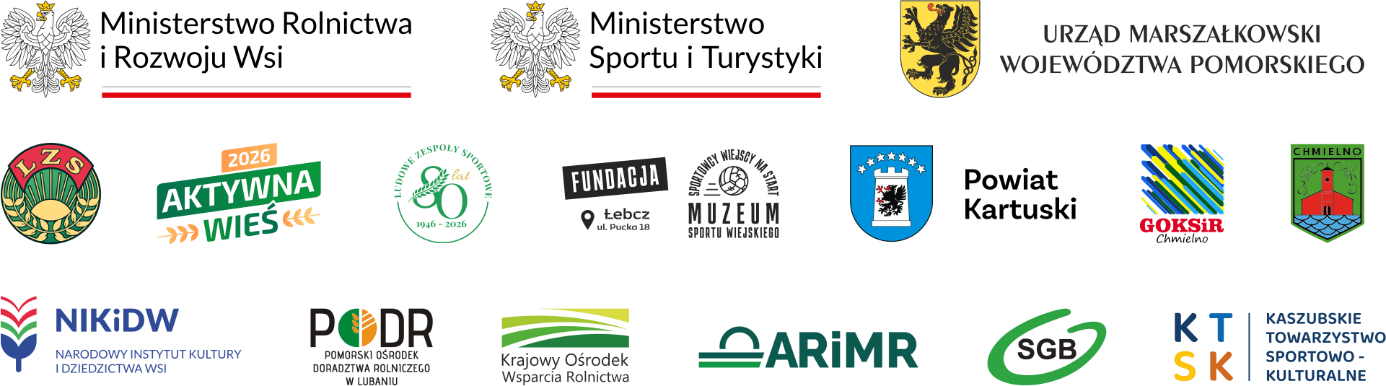 Ministerstwo Rolnictwa
i Rozwoju Wsi
Ministerstwo
Sportu i Turystyki
URZĄD MARSZAŁKOWSKI
WOJEWÓDZTWA POMORSKIEGO
LZS
2026
AKTYWNA
WIEŚ
LUDOWE ZESPOŁY SPORTOWE
80 lat
1946 - 2026
FUNDACJA
Łebcz
ul. Pucka 18
SPORTOWCY WIEJSCY NA START
MUZEUM
SPORTU WIEJSKIEGO
Powiat
Kartuski
GOKSiR
Chmielno
CHMIELNO
NIKiDW
NARODOWY INSTYTUT KULTURY
I DZIEDZICTWA WSI
PODR
POMORSKI OŚRODEK
DORADZTWA ROLNICZEGO
W LUBANIU
Krajowy Ośrodek
Wsparcia Rolnictwa
ARiMR
SGB
KT
SK
KASZUBSKIE
TOWARZYSTWO
SPORTOWO -
KULTURALNE